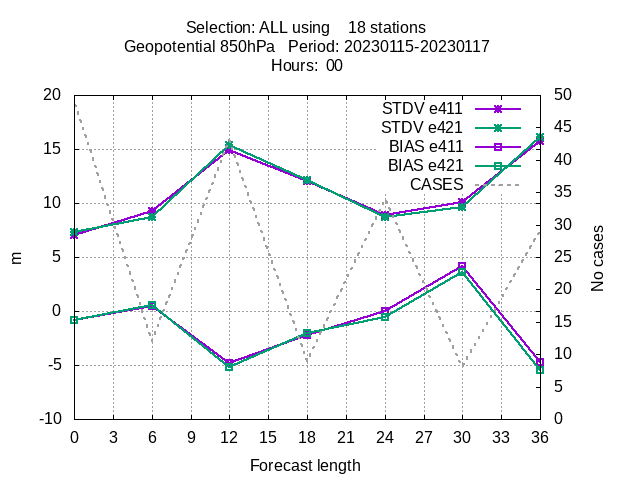 Selection: ALL using    18 stations
Geopotential 850hPa   Period: 20230115-20230117
Hours:  00
STDV e411
STDV e421
BIAS e411
BIAS e421
CASES
20
15
10
5
0
-5
-10
m
50
45
40
35
30
25
20
15
10
5
0
No cases
0 3 6 9 12 15 18 21 24 27 30 33 36
Forecast length